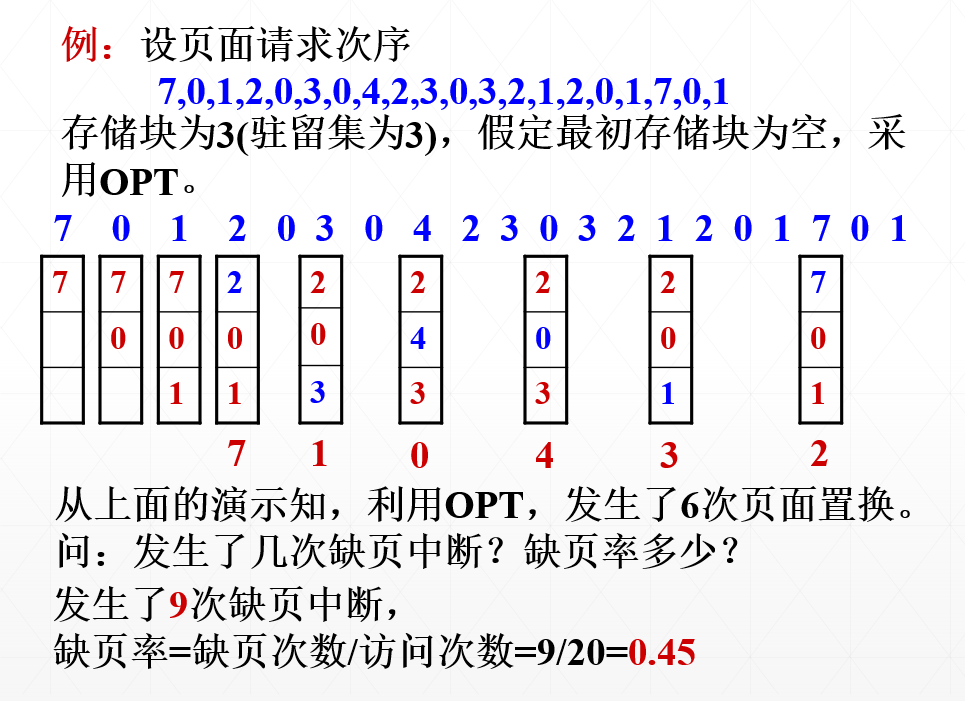 例：设页面请求次序
7,0,1,2,0,3,0,4,2,3,0,3,2,1,2,0,1,7,0,1
存储块为3(驻留集为3)，假定最初存储块为空，采
用OPT。
7 0 1 2 0 3 0 4 2 3 0 3 2 1 2 0 1 7 0 1
7 7 7 2 2 2 2 2 7
0 0 0 0 4 0 0 0
1 1 3 3 3 1 1
7 1 0 4 3 2
从上面的演示知，利用OPT，发生了6次页面置换。
问：发生了几次缺页中断？缺页率多少？
发生了9次缺页中断，
缺页率=缺页次数/访问次数=9/20=0.45